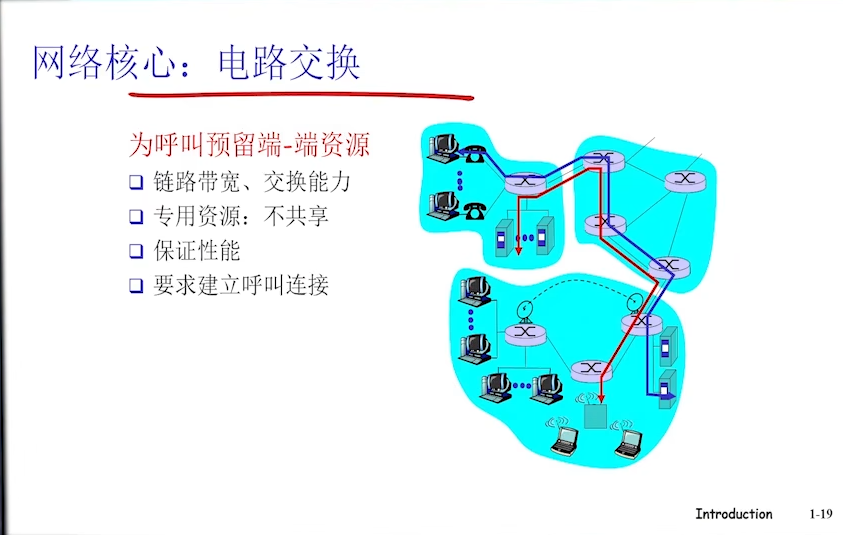 网络核心：电路交换
为呼叫预留端-端资源
链路带宽、交换能力
专用资源：不共享
保证性能
要求建立呼叫连接
Introduction 1-19